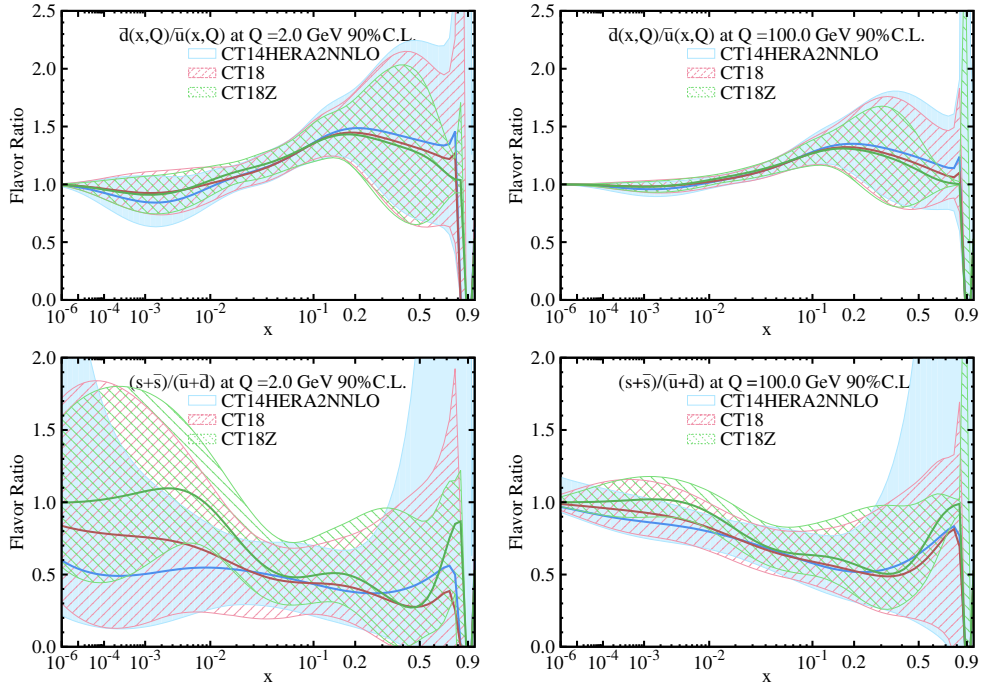 d̄(x,Q)/ū(x,Q) at Q =2.0 GeV 90%C.L.
CT14HERA2NNLO
CT18
CT18Z
Flavor Ratio
2.5
2.0
1.5
1.0
0.5
0.0
10⁻⁶ 10⁻⁴ 10⁻³ 10⁻² 10⁻¹ 0.2 0.5 0.9
x
d̄(x,Q)/ū(x,Q) at Q =100.0 GeV 90%C.L.
CT14HERA2NNLO
CT18
CT18Z
Flavor Ratio
2.5
2.0
1.5
1.0
0.5
0.0
10⁻⁶ 10⁻⁴ 10⁻³ 10⁻² 10⁻¹ 0.2 0.5 0.9
x
(s+s̄)/(ū+d̄) at Q =2.0 GeV 90%C.L.
CT14HERA2NNLO
CT18
CT18Z
Flavor Ratio
2.0
1.5
1.0
0.5
0.0
10⁻⁶ 10⁻⁴ 10⁻³ 10⁻² 10⁻¹ 0.2 0.5 0.9
x
(s+s̄)/(ū+d̄) at Q =100.0 GeV 90%C.L
CT14HERA2NNLO
CT18
CT18Z
Flavor Ratio
2.0
1.5
1.0
0.5
0.0
10⁻⁶ 10⁻⁴ 10⁻³ 10⁻² 10⁻¹ 0.2 0.5 0.9
x